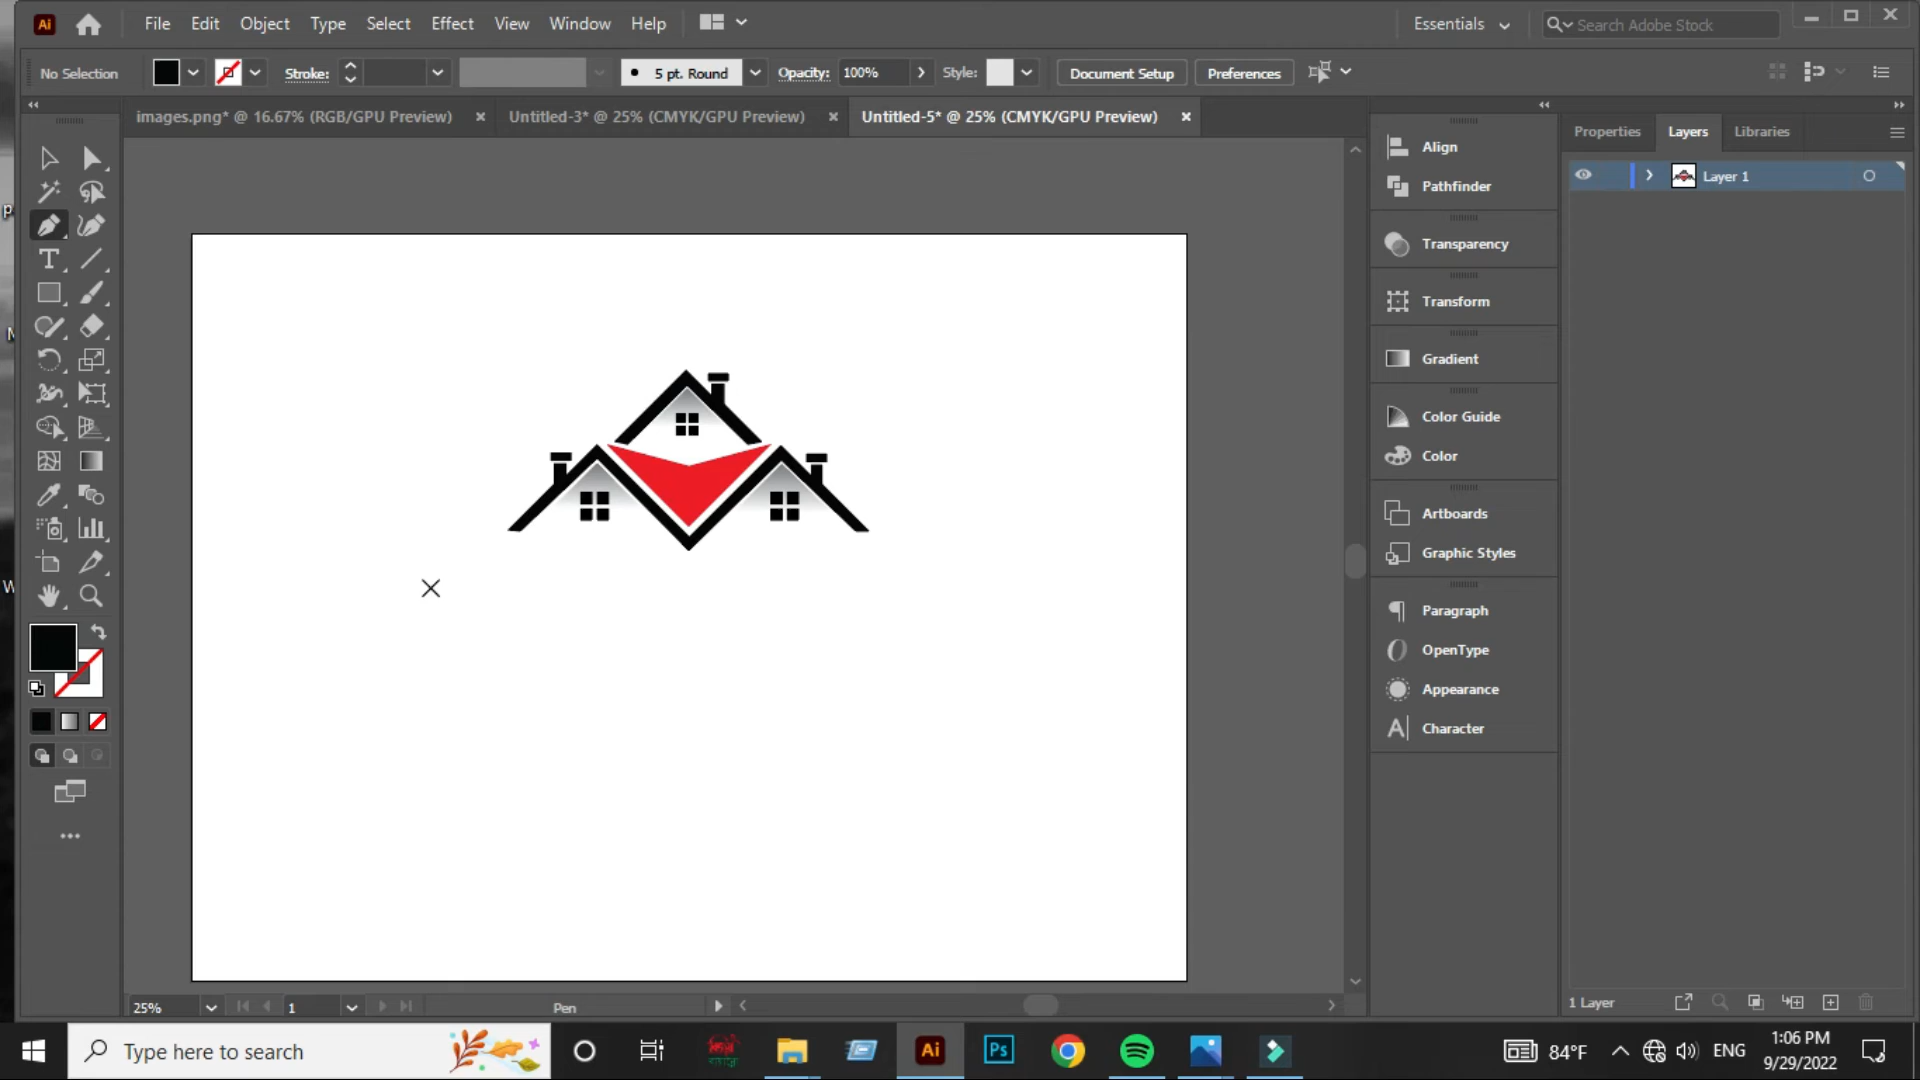 Ai File Edit Object Type Select Effect View Window Help Essentials Search Adobe Stock
No Selection Stroke: 5 pt. Round Opacity: 100% Style: Document Setup Preferences
images.png* @ 16.67% (RGB/GPU Preview) Untitled-3* @ 25% (CMYK/GPU Preview) Untitled-5* @ 25% (CMYK/GPU Preview)
Properties Layers Libraries
Layer 1
Align
Pathfinder
Transparency
Transform
Gradient
Color Guide
Color
Artboards
Graphic Styles
Paragraph
OpenType
Appearance
Character
25% 1 Pen
1 Layer
Type here to search
Ai Ps
84°F ENG
1:06 PM
9/29/2022